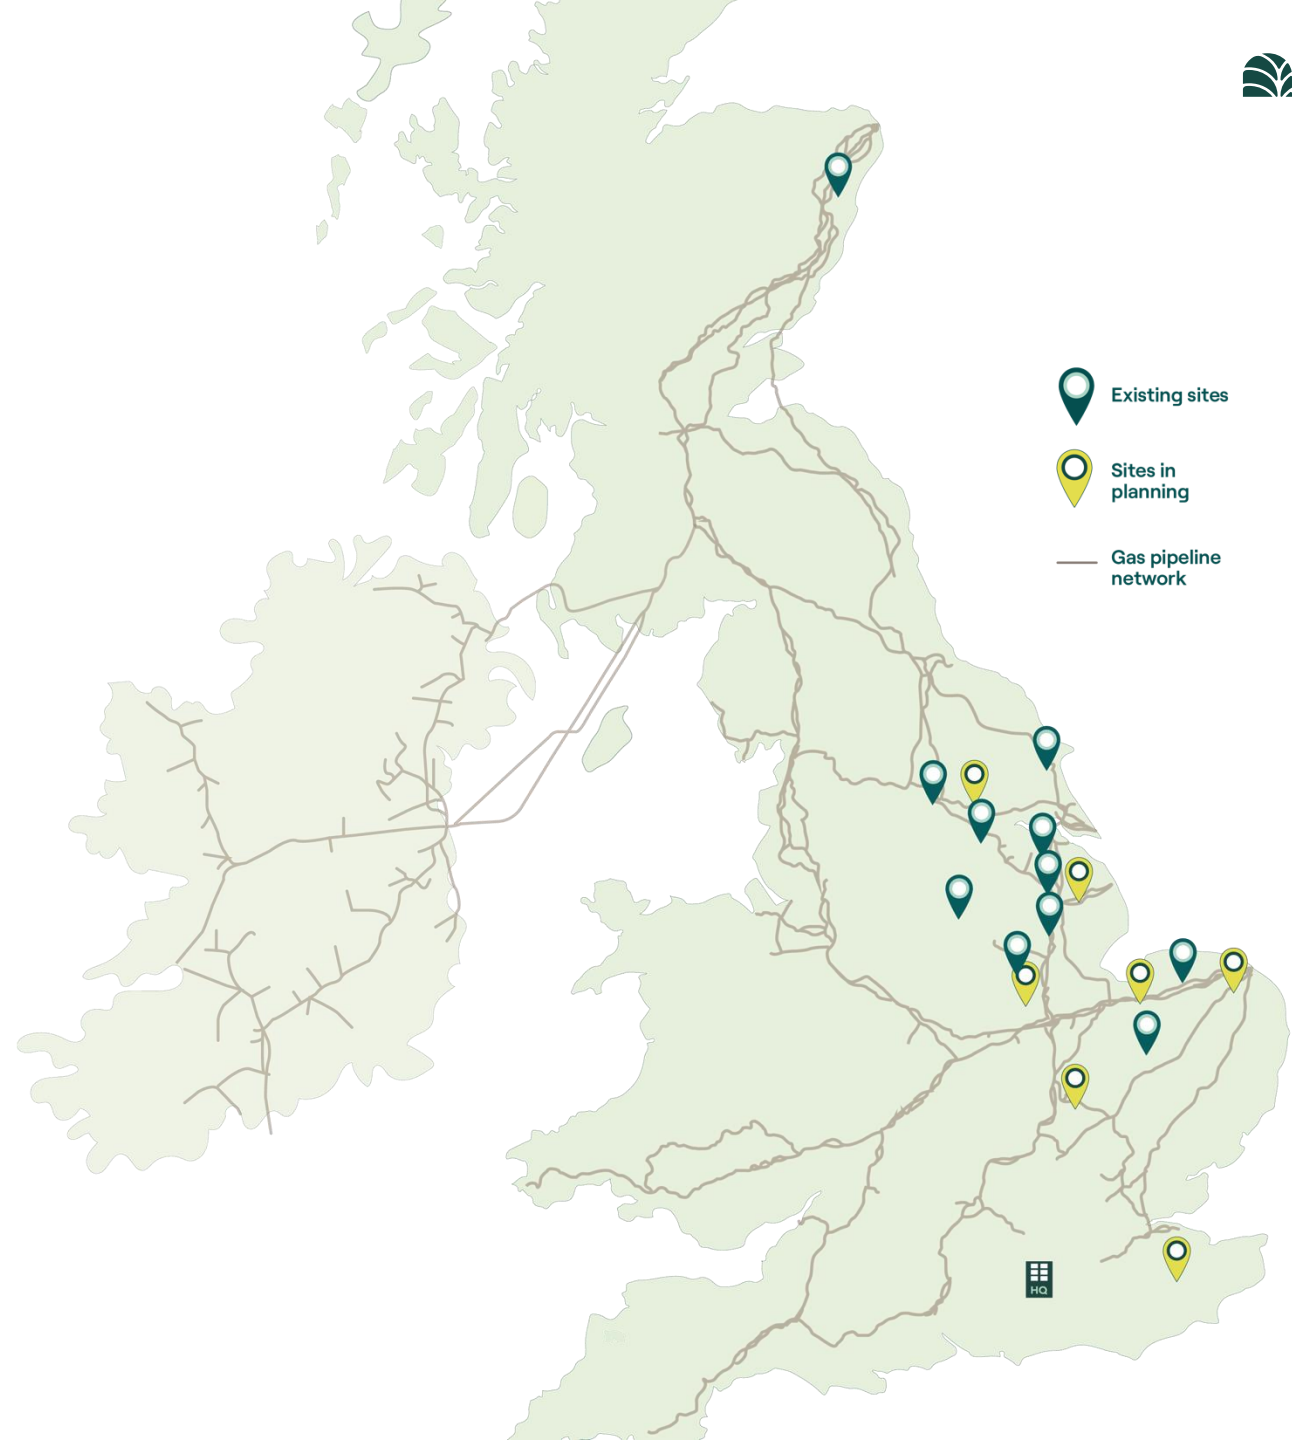 Existing sites
Sites in
planning
Gas pipeline
network
HQ